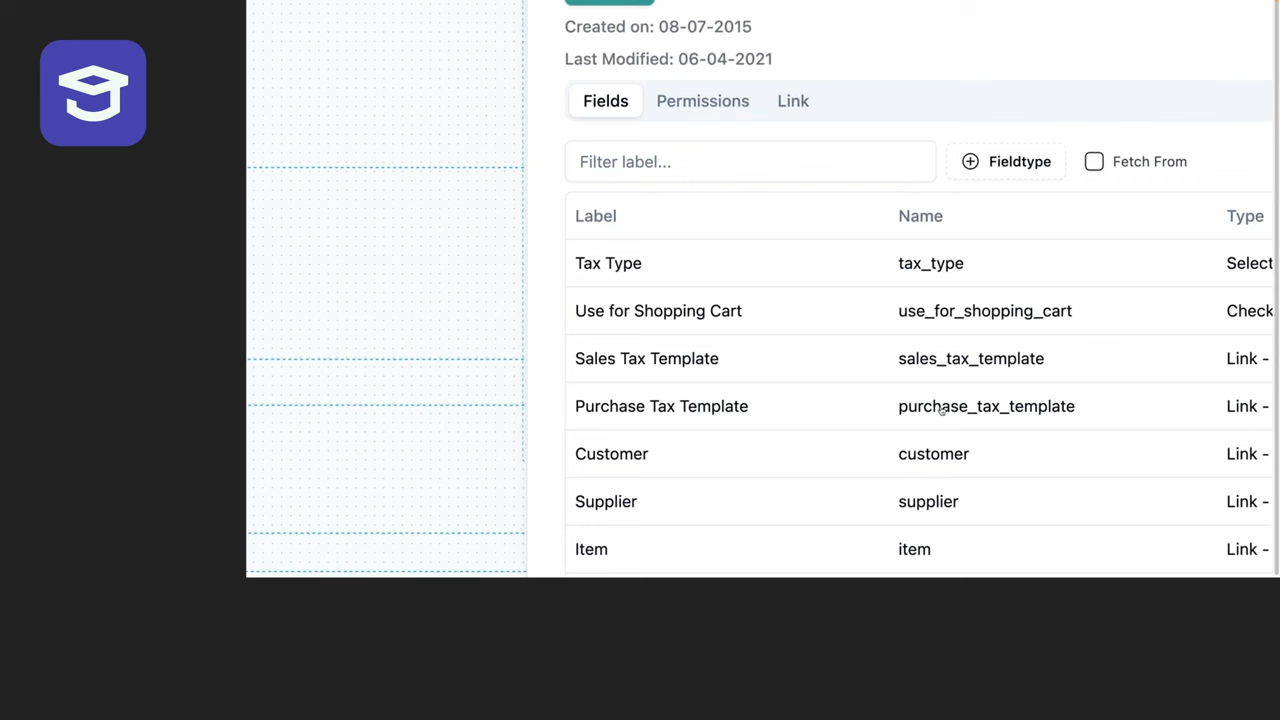 Created on: 08-07-2015
Last Modified: 06-04-2021
Fields Permissions Link
Filter label... Fieldtype Fetch From
Label Name Type
Tax Type tax_type Select
Use for Shopping Cart use_for_shopping_cart Check
Sales Tax Template sales_tax_template Link -
Purchase Tax Template purchase_tax_template Link -
Customer customer Link -
Supplier supplier Link -
Item item Link -